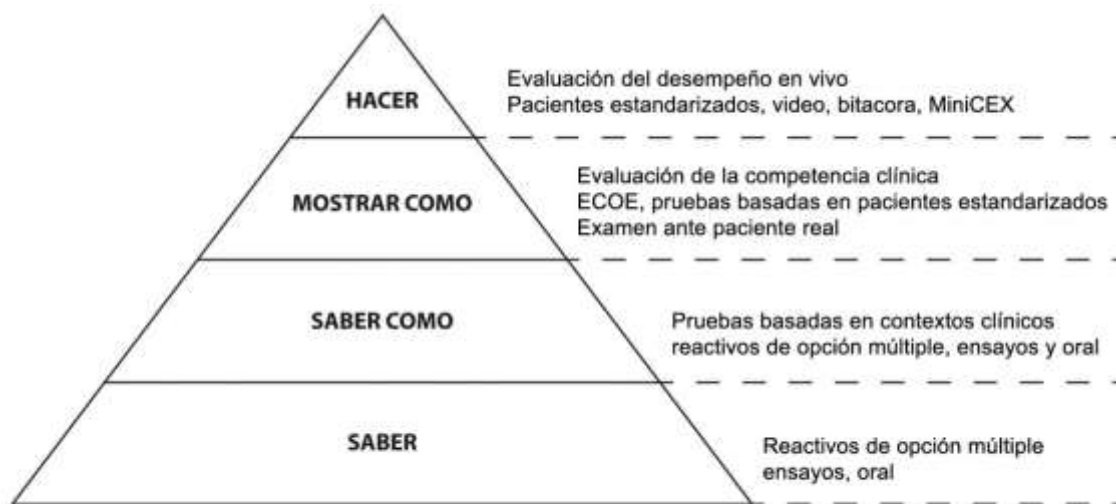 HACER
Evaluación del desempeño en vivo
Pacientes estandarizados, video, bitacora, MiniCEX
MOSTRAR COMO
Evaluación de la competencia clínica
ECOE, pruebas basadas en pacientes estandarizados
Examen ante paciente real
SABER COMO
Pruebas basadas en contextos clínicos
reactivos de opción múltiple, ensayos y oral
SABER
Reactivos de opción múltiple
ensayos, oral